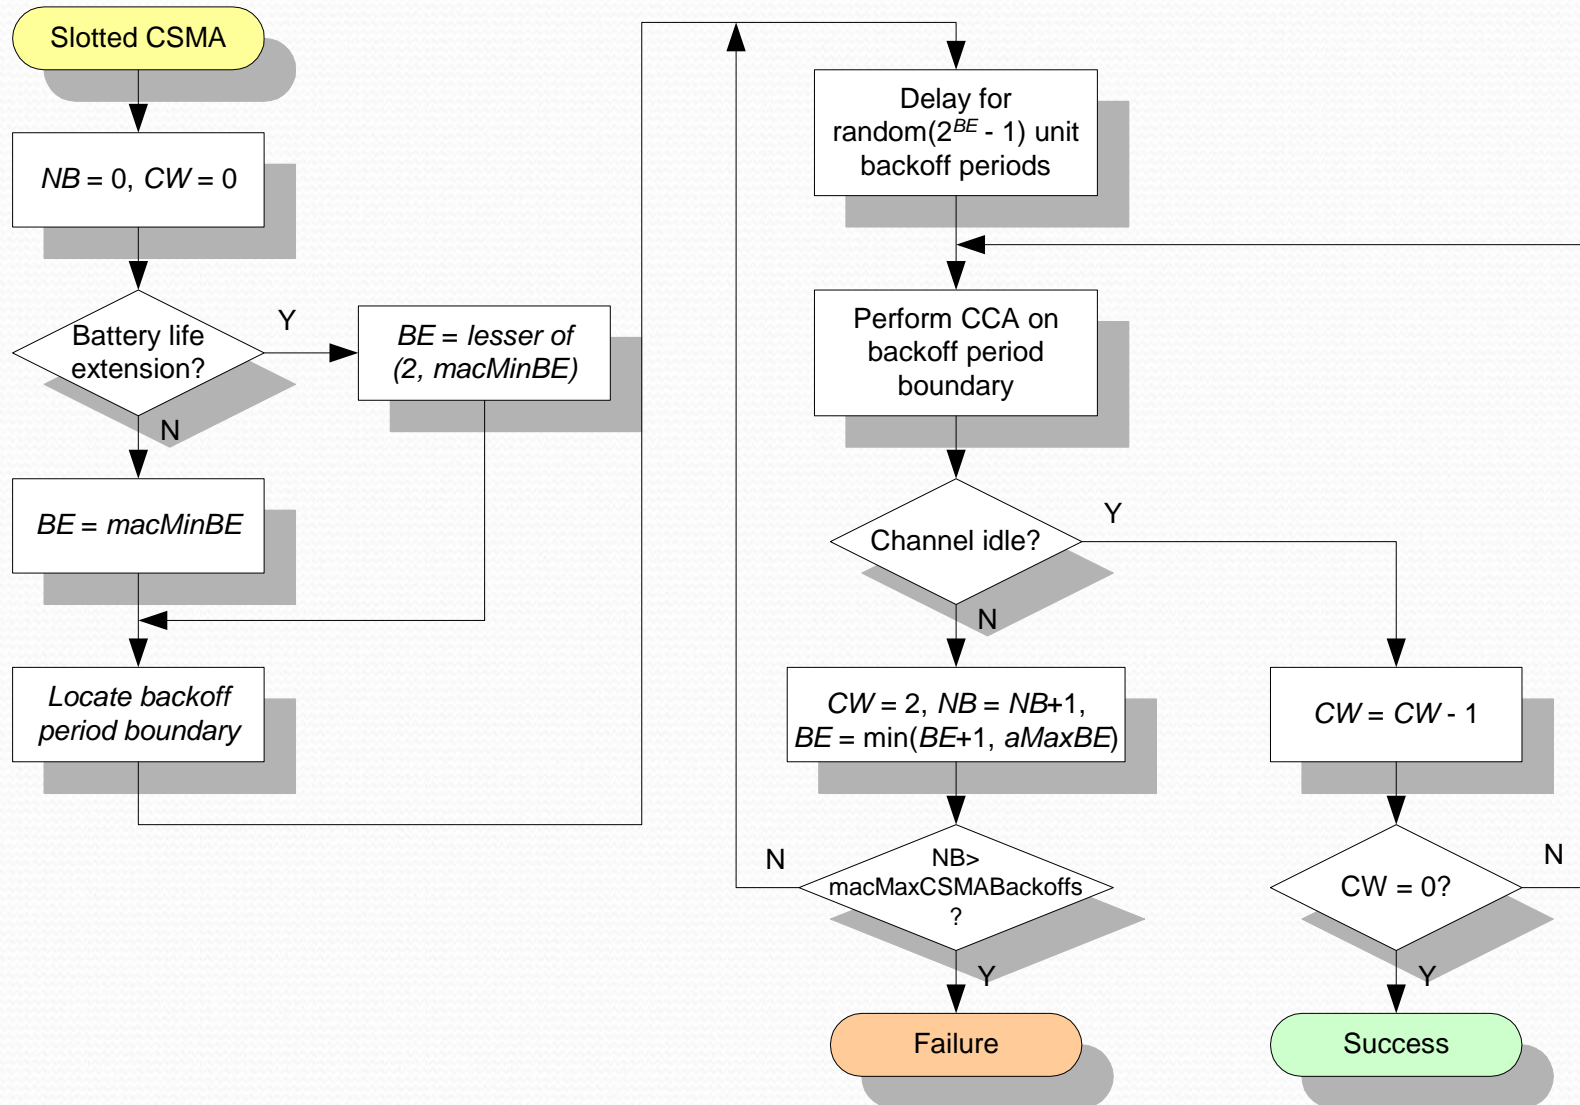 Slotted CSMA
NB = 0, CW = 0
Battery life
extension?
Y
N
BE = lesser of
(2, macMinBE)
BE = macMinBE
Locate backoff
period boundary
Delay for
random(2^BE - 1) unit
backoff periods
Perform CCA on
backoff period
boundary
Channel idle?
Y
N
CW = 2, NB = NB+1,
BE = min(BE+1, aMaxBE)
CW = CW - 1
NB>
macMaxCSMABackoffs
?
N
Y
CW = 0?
N
Y
Failure
Success